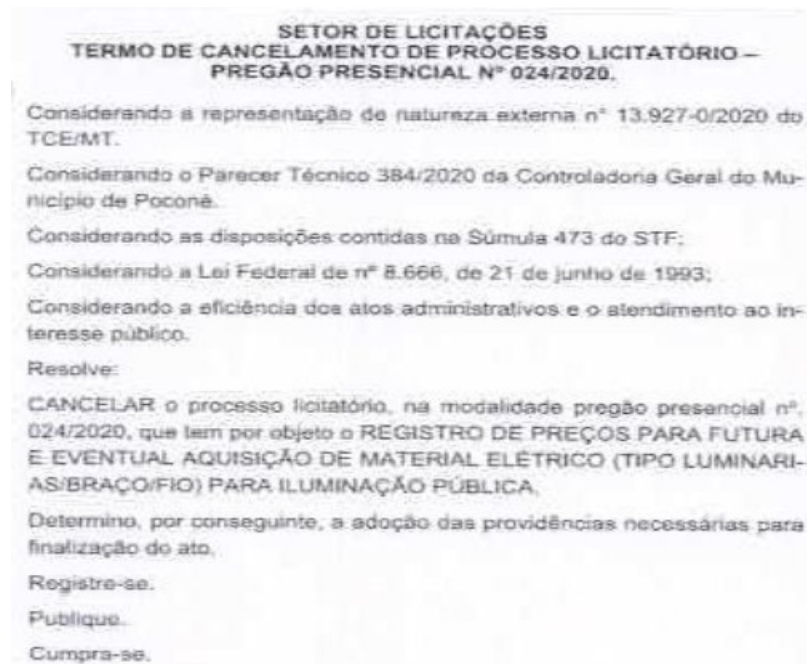 SETOR DE LICITAÇÕES
TERMO DE CANCELAMENTO DE PROCESSO LICITATÓRIO –
PREGÃO PRESENCIAL Nº 024/2020.
Considerando a representação de natureza externa n° 13.927-0/2020 do
TCE/MT.
Considerando o Parecer Técnico 384/2020 da Controladoria Geral do Mu-
nicípio de Poconé.
Considerando as disposições contidas na Súmula 473 do STF;
Considerando a Lei Federal de nº 8.666, de 21 de junho de 1993;
Considerando a eficiência dos atos administrativos e o atendimento ao in-
teresse público.
Resolve:
CANCELAR o processo licitatório, na modalidade pregão presencial nº.
024/2020, que tem por objeto o REGISTRO DE PREÇOS PARA FUTURA
E EVENTUAL AQUISIÇÃO DE MATERIAL ELÉTRICO (TIPO LUMINARI-
AS/BRAÇO/FIO) PARA ILUMINAÇÃO PÚBLICA.
Determino, por conseguinte, a adoção das providências necessárias para
finalização do ato.
Registre-se.
Publique.
Cumpra-se.